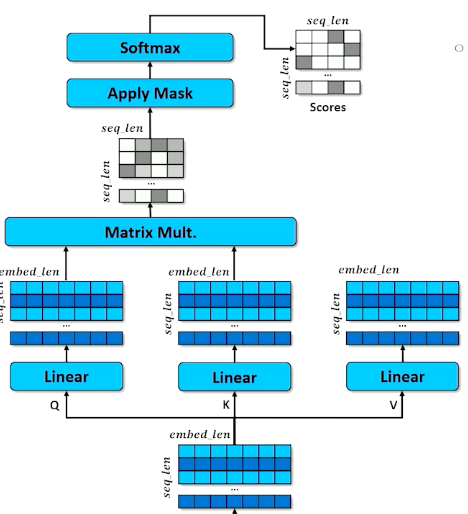 seq_len
Softmax
seq_len
...
Scores
Apply Mask
seq_len
seq_len
...
Matrix Mult.
embed_len
embed_len
embed_len
seq_len
seq_len
seq_len
...
...
...
Linear
Linear
Linear
Q
K
V
embed_len
seq_len
...